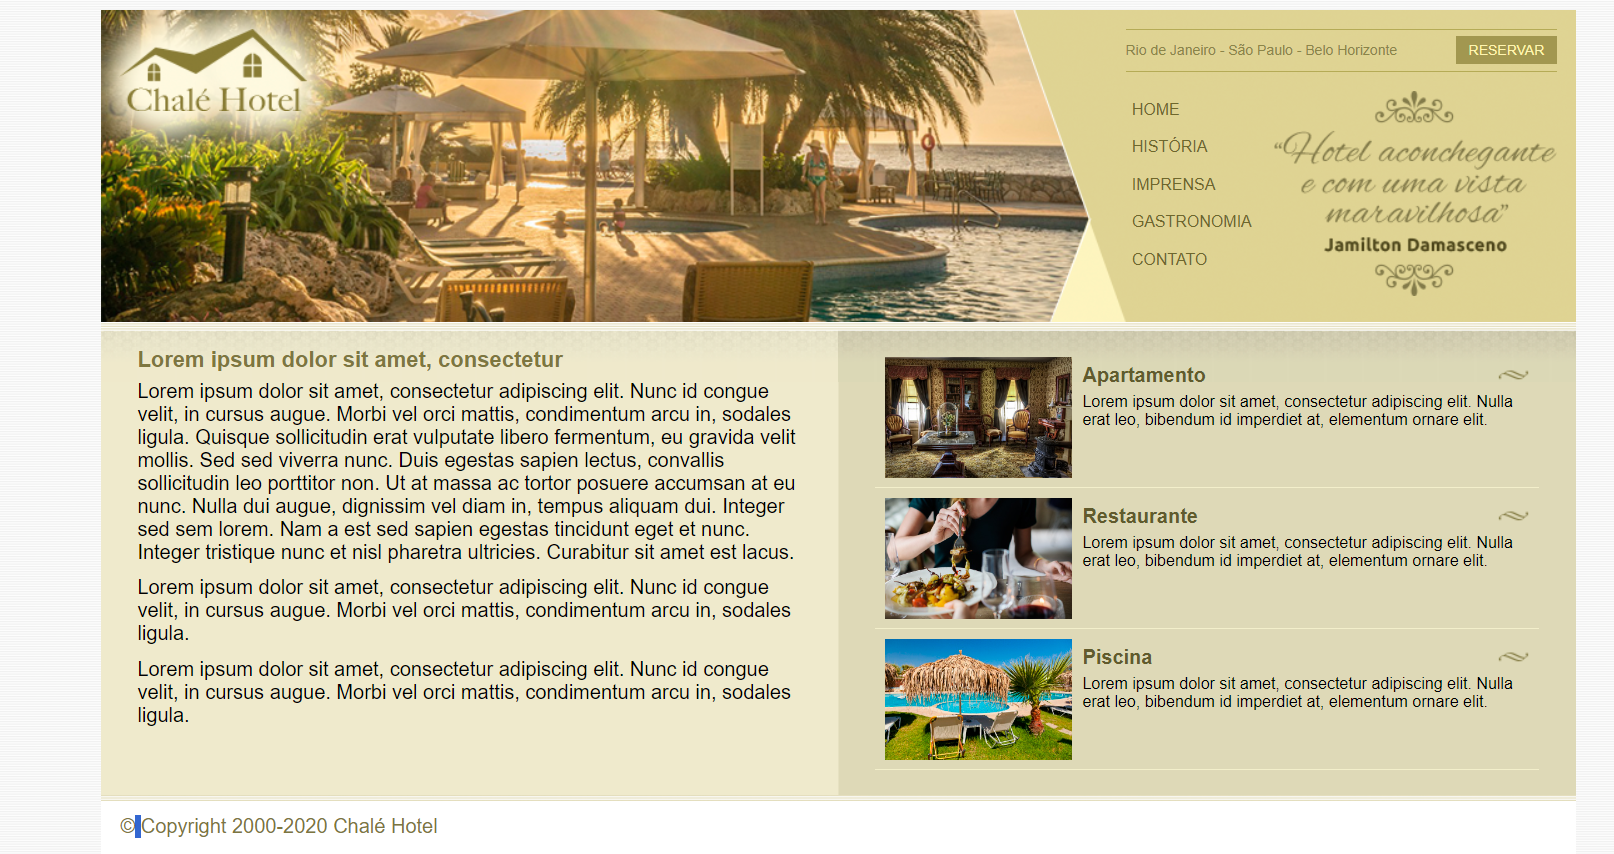 Chalé Hotel
Rio de Janeiro - São Paulo - Belo Horizonte
RESERVAR
HOME
HISTÓRIA
IMPRENSA
GASTRONOMIA
CONTATO
“Hotel aconchegante
e com uma vista
maravilhosa”
Jamilton Damasceno
Lorem ipsum dolor sit amet, consectetur
Lorem ipsum dolor sit amet, consectetur adipiscing elit. Nunc id congue
velit, in cursus augue. Morbi vel orci mattis, condimentum arcu in, sodales
ligula. Quisque sollicitudin erat vulputate libero fermentum, eu gravida velit
mollis. Sed sed viverra nunc. Duis egestas sapien lectus, convallis
sollicitudin leo porttitor non. Ut at massa ac tortor posuere accumsan at eu
nunc. Nulla dui augue, dignissim vel diam in, tempus aliquam dui. Integer
sed sem lorem. Nam a est sed sapien egestas tincidunt eget et nunc.
Integer tristique nunc et nisl pharetra ultricies. Curabitur sit amet est lacus.
Lorem ipsum dolor sit amet, consectetur adipiscing elit. Nunc id congue
velit, in cursus augue. Morbi vel orci mattis, condimentum arcu in, sodales
ligula.
Lorem ipsum dolor sit amet, consectetur adipiscing elit. Nunc id congue
velit, in cursus augue. Morbi vel orci mattis, condimentum arcu in, sodales
ligula.
Apartamento
Lorem ipsum dolor sit amet, consectetur adipiscing elit. Nulla
erat leo, bibendum id imperdiet at, elementum ornare elit.
Restaurante
Lorem ipsum dolor sit amet, consectetur adipiscing elit. Nulla
erat leo, bibendum id imperdiet at, elementum ornare elit.
Piscina
Lorem ipsum dolor sit amet, consectetur adipiscing elit. Nulla
erat leo, bibendum id imperdiet at, elementum ornare elit.
© Copyright 2000-2020 Chalé Hotel